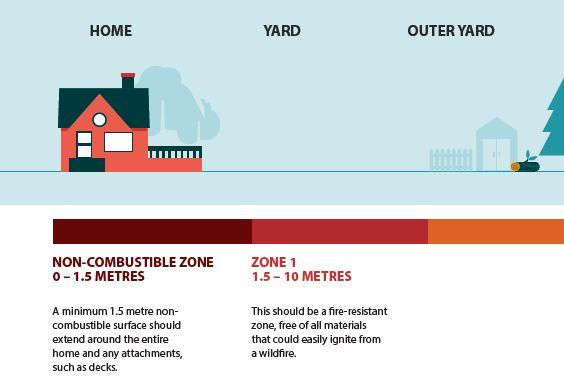 HOME
YARD
OUTER YARD
NON-COMBUSTIBLE ZONE
0 – 1.5 METRES
A minimum 1.5 metre non-
combustible surface should
extend around the entire
home and any attachments,
such as decks.
ZONE 1
1.5 – 10 METRES
This should be a fire-resistant
zone, free of all materials
that could easily ignite from
a wildfire.